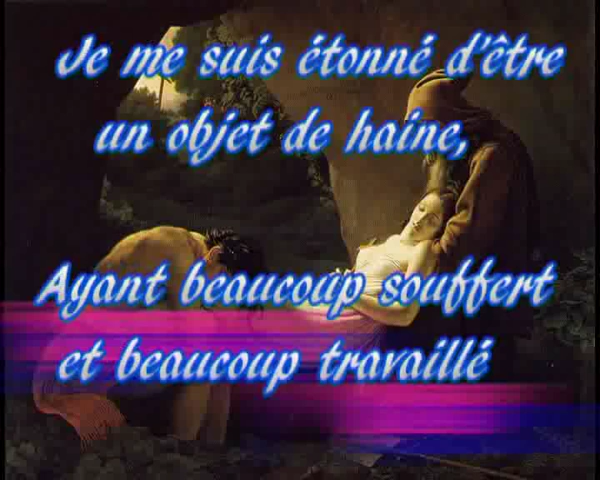 Je me suis étonné d'être
un objet de haine,
Ayant beaucoup souffert
et beaucoup travaillé